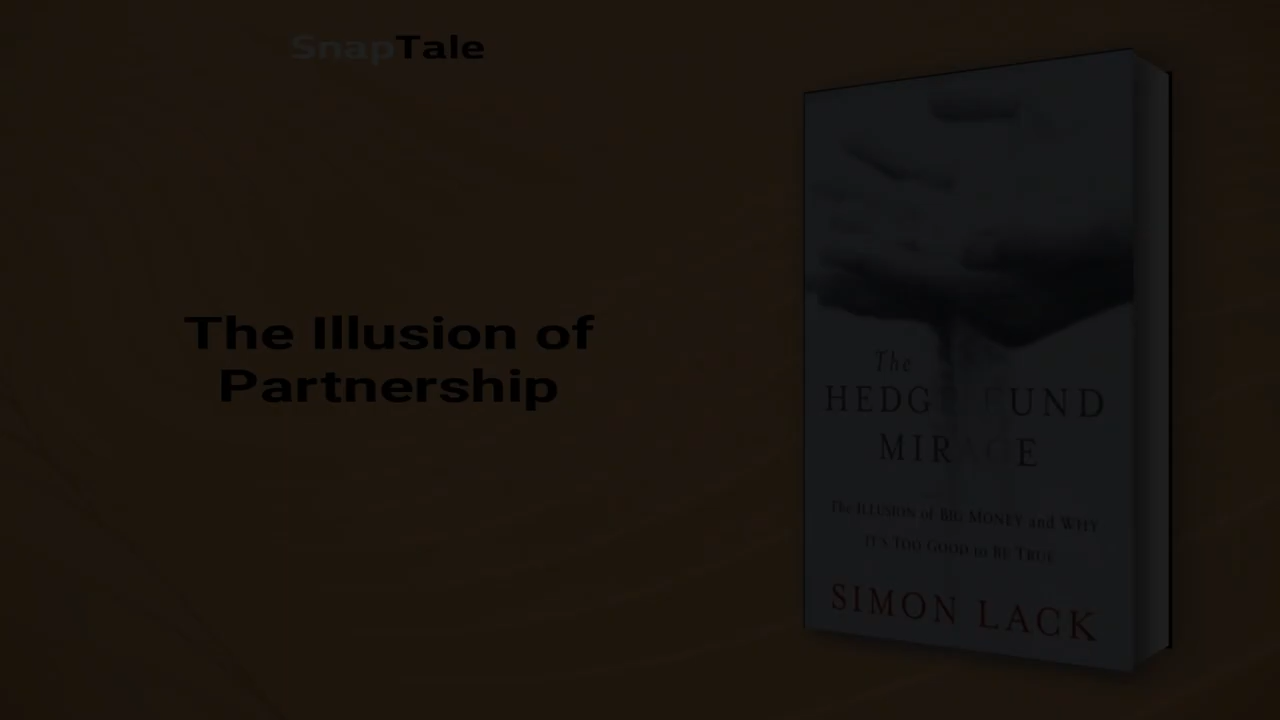 SnapTale
The Illusion of
Partnership
The
HEDGE FUND
MIRAGE
The ILLUSION of BIG MONEY and WHY
IT'S TOO GOOD to BE TRUE
SIMON LACK